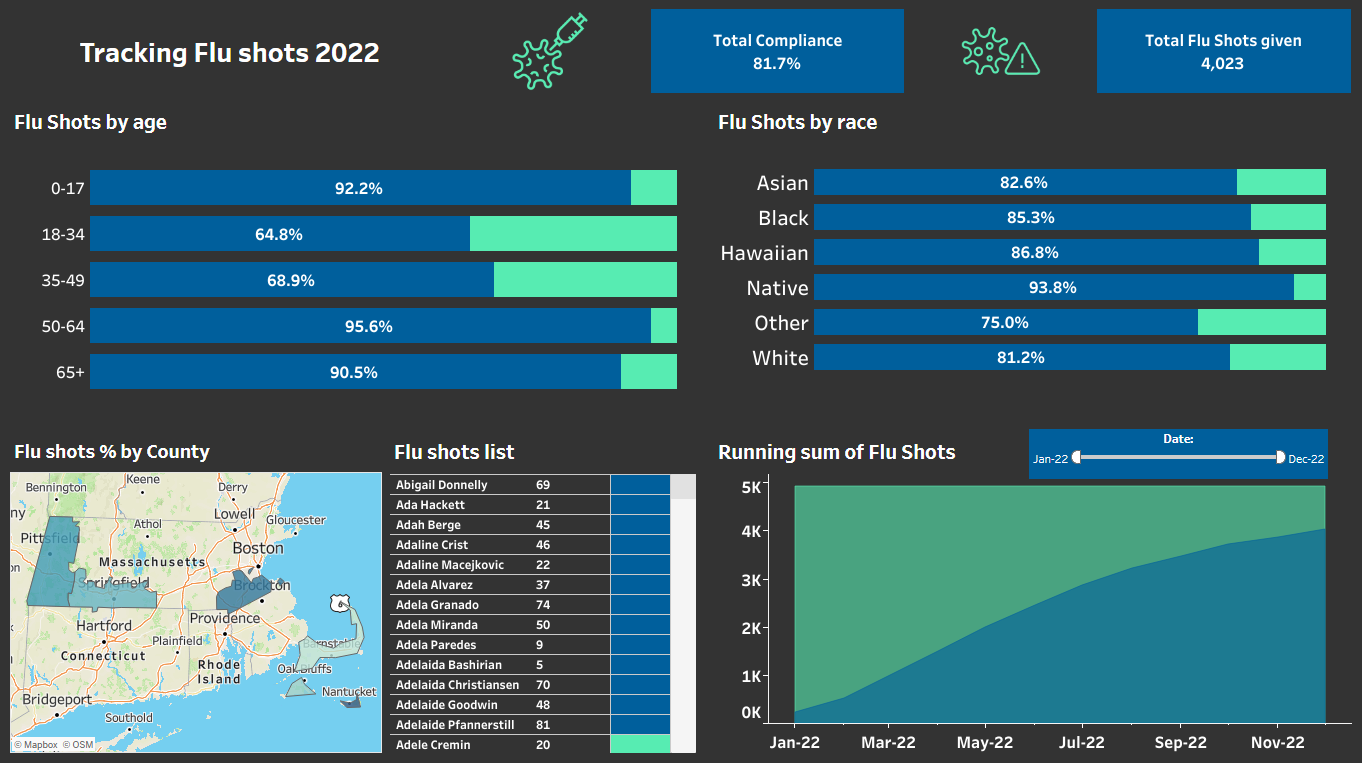 Tracking Flu shots 2022
Total Compliance
81.7%
Total Flu Shots given
4,023
Flu Shots by age
0-17 92.2%
18-34 64.8%
35-49 68.9%
50-64 95.6%
65+ 90.5%
Flu Shots by race
Asian 82.6%
Black 85.3%
Hawaiian 86.8%
Native 93.8%
Other 75.0%
White 81.2%
Flu shots % by County
Keene
Bennington
Derry
ny
Lowell
Gloucester
Athol
Pittsfield
Boston
Massachusetts
on
Springfield
Brockton
6
Providence
Hartford
Plainfield
Barnstable
Connecticut
Rhode
Island
Oak Bluffs
Nantucket
Bridgeport
Southold
© Mapbox © OSM
Flu shots list
Abigail Donnelly 69
Ada Hackett 21
Adah Berge 45
Adaline Crist 46
Adaline Macejkovic 22
Adela Alvarez 37
Adela Granado 74
Adela Miranda 50
Adela Paredes 9
Adelaida Bashirian 5
Adelaida Christiansen 70
Adelaide Goodwin 48
Adelaide Pfannerstill 81
Adele Cremin 20
Running sum of Flu Shots
Date:
Jan-22 Dec-22
5K
4K
3K
2K
1K
0K
Jan-22 Mar-22 May-22 Jul-22 Sep-22 Nov-22